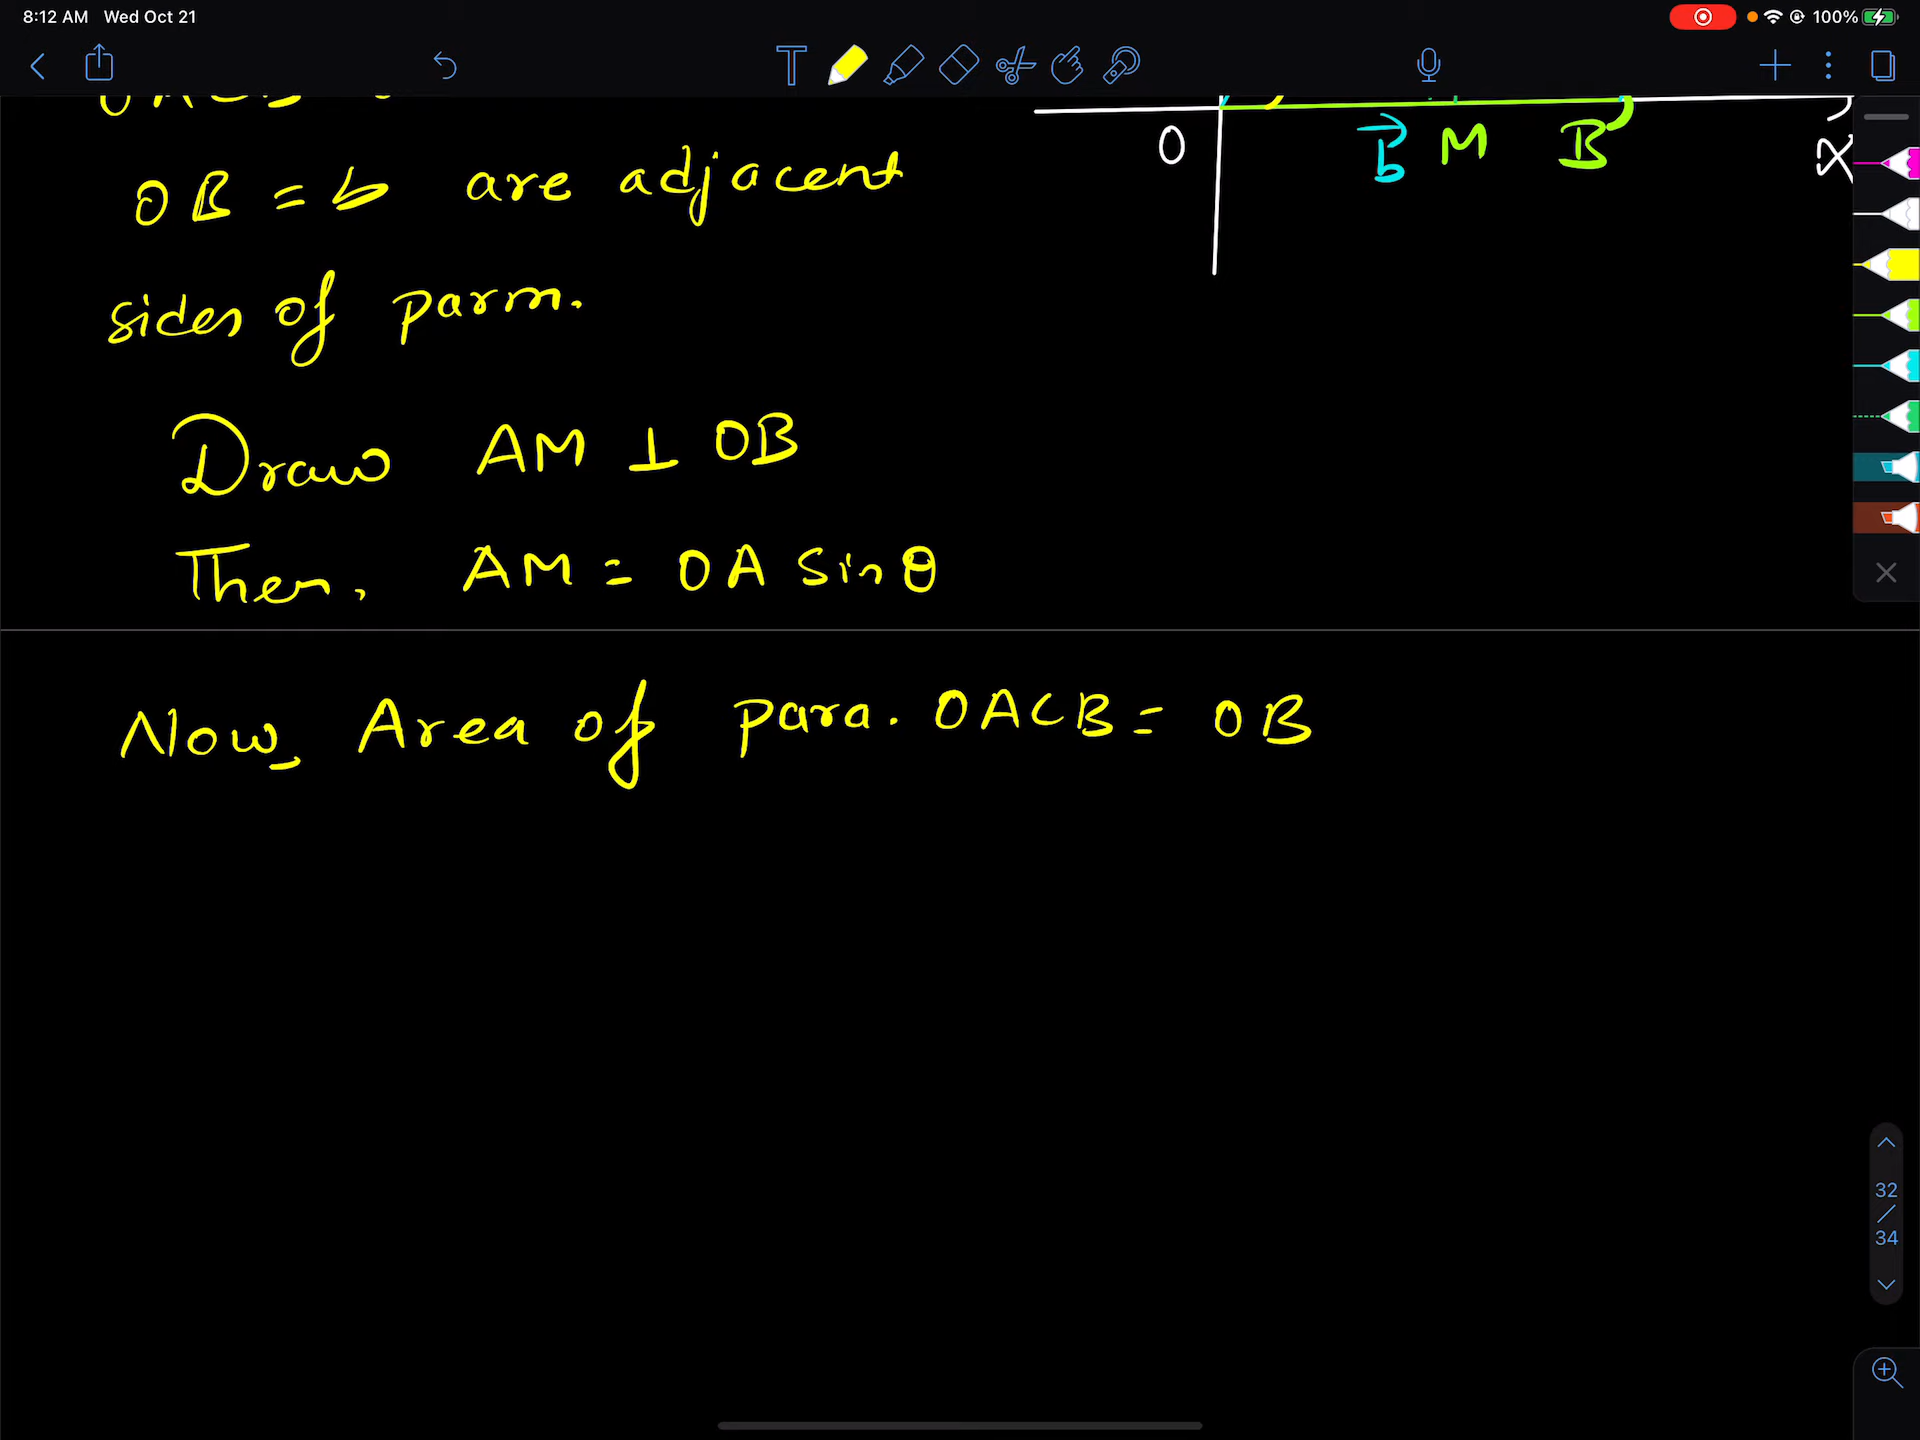 8:12 AM Wed Oct 21
100%
O
b M B
X
OB = b are adjacent
sides of parm.
Draw AM ⊥ OB
Then, AM = OA Sin θ
Now, Area of para. OACB = OB
32
/
34